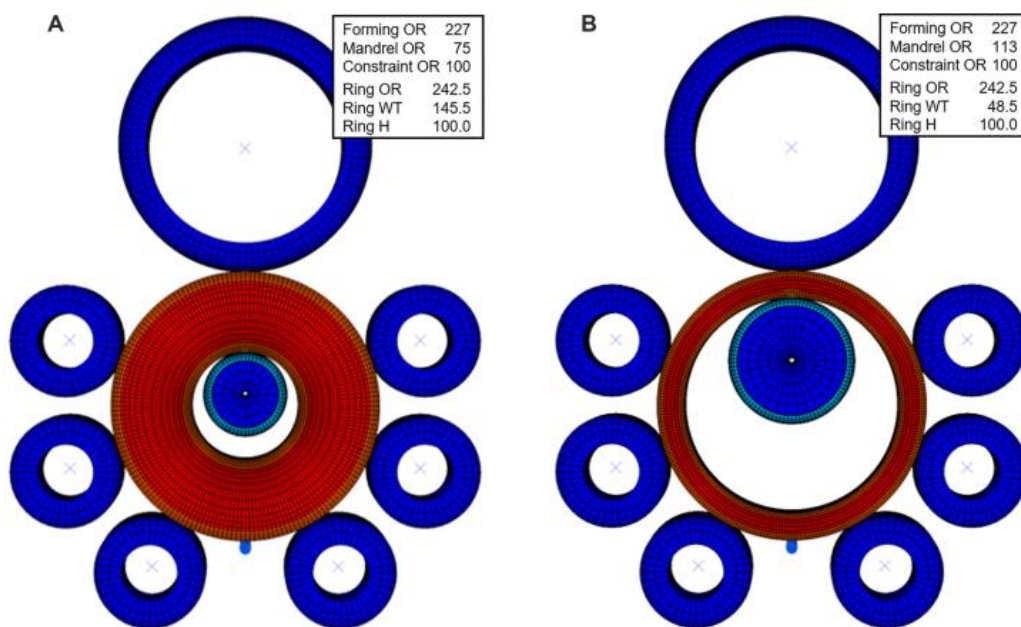 A
Forming OR 227
Mandrel OR 75
Constraint OR 100
Ring OR 242.5
Ring WT 145.5
Ring H 100.0
B
Forming OR 227
Mandrel OR 113
Constraint OR 100
Ring OR 242.5
Ring WT 48.5
Ring H 100.0